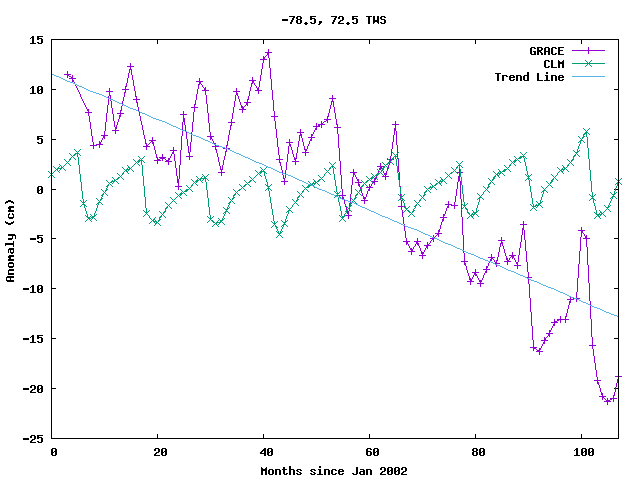 -78.5, 72.5 TWS
GRACE
CLM
Trend Line
15
10
5
0
-5
-10
-15
-20
-25
Anomaly (cm)
0 20 40 60 80 100
Months since Jan 2002